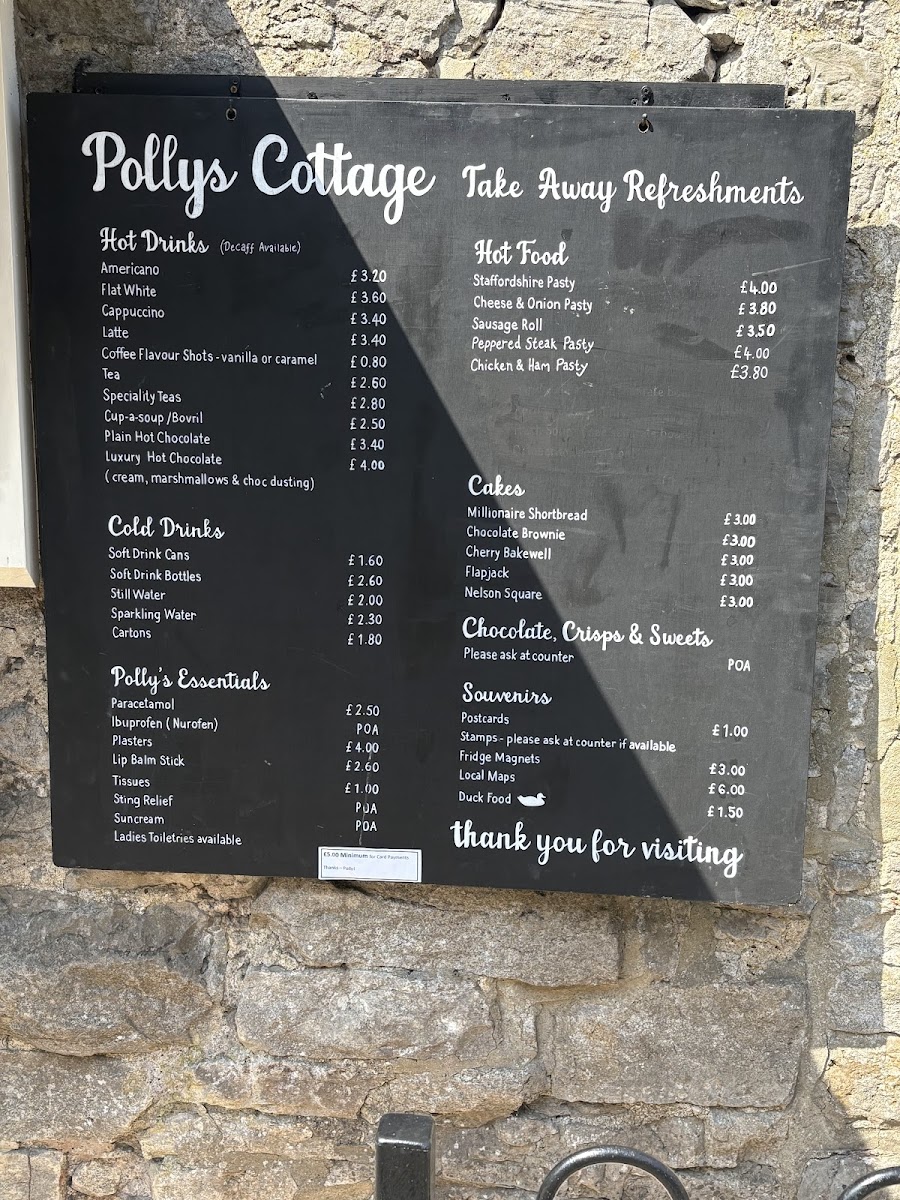 Pollys Cottage Take Away Refreshments
Hot Drinks (Decaff Available)
Americano £3.20
Flat White £3.60
Cappuccino £3.40
Latte £3.40
Coffee Flavour Shots - vanilla or caramel £0.80
Tea £2.60
Speciality Teas £2.80
Cup-a-soup /Bovril £2.50
Plain Hot Chocolate £3.40
Luxury Hot Chocolate £4.00
( cream, marshmallows & choc dusting)
Cold Drinks
Soft Drink Cans £1.60
Soft Drink Bottles £2.60
Still Water £2.00
Sparkling Water £2.30
Cartons £1.80
Polly's Essentials
Paracetamol £2.50
Ibuprofen ( Nurofen) POA
Plasters £4.00
Lip Balm Stick £2.60
Tissues £1.00
Sting Relief POA
Suncream POA
Ladies Toiletries available
£5.00 Minimum for Card Payments
Thanks -
Hot Food
Staffordshire Pasty £4.00
Cheese & Onion Pasty £3.80
Sausage Roll £3.50
Peppered Steak Pasty £4.00
Chicken & Ham Pasty £3.80
Cakes
Millionaire Shortbread £3.00
Chocolate Brownie £3.00
Cherry Bakewell £3.00
Flapjack £3.00
Nelson Square £3.00
Chocolate, Crisps & Sweets
Please ask at counter POA
Souvenirs
Postcards £1.00
Stamps - please ask at counter if available
Fridge Magnets £3.00
Local Maps £6.00
Duck Food £1.50
thank you for visiting